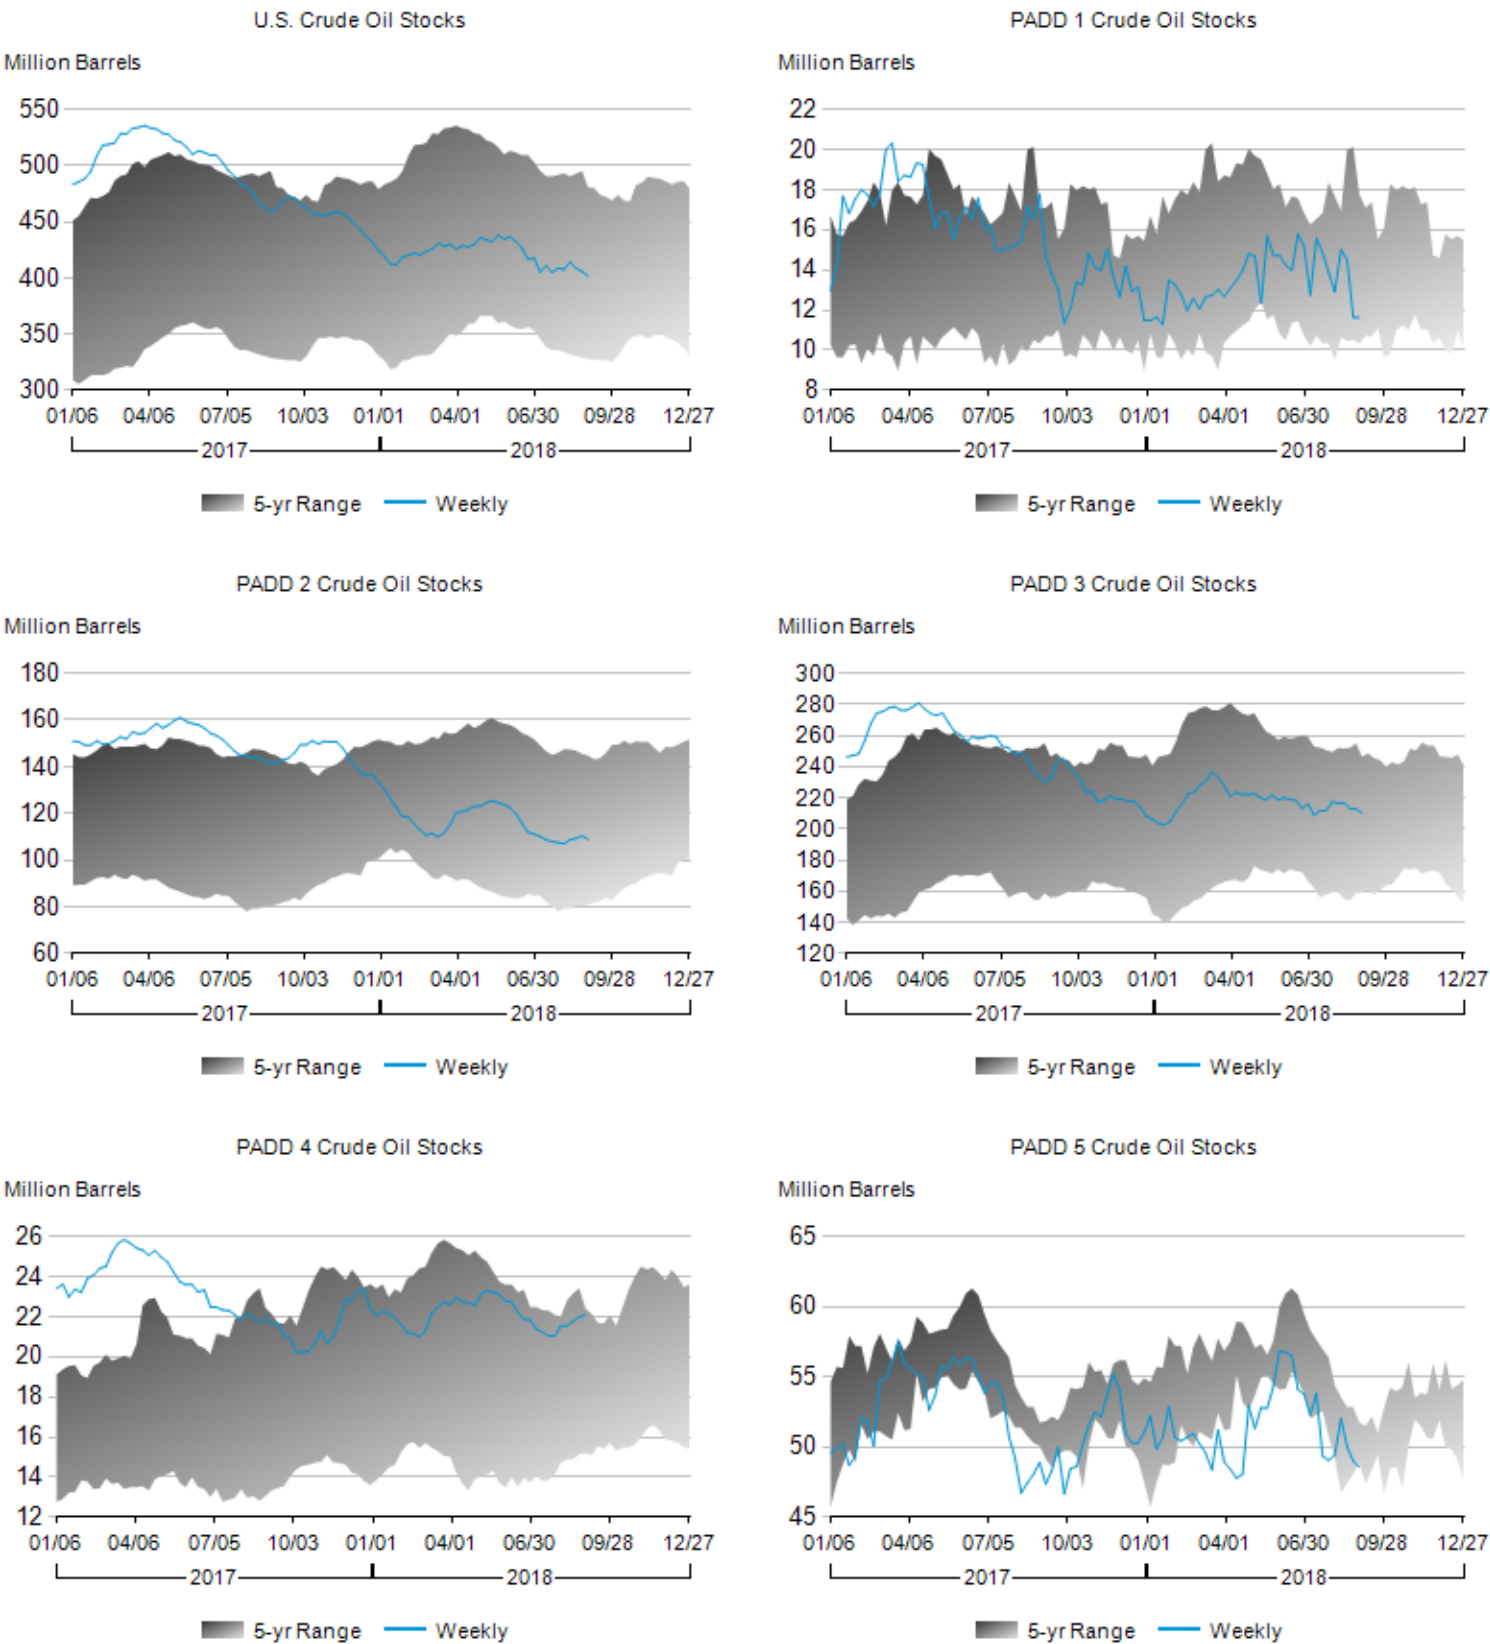 U.S. Crude Oil Stocks
Million Barrels
550
500
450
400
350
300
01/06 04/06 07/05 10/03 01/01 04/01 06/30 09/28 12/27
2017 2018
5-yr Range Weekly
PADD 1 Crude Oil Stocks
Million Barrels
22
20
18
16
14
12
10
8
01/06 04/06 07/05 10/03 01/01 04/01 06/30 09/28 12/27
2017 2018
5-yr Range Weekly
PADD 2 Crude Oil Stocks
Million Barrels
180
160
140
120
100
80
60
01/06 04/06 07/05 10/03 01/01 04/01 06/30 09/28 12/27
2017 2018
5-yr Range Weekly
PADD 3 Crude Oil Stocks
Million Barrels
300
280
260
240
220
200
180
160
140
120
01/06 04/06 07/05 10/03 01/01 04/01 06/30 09/28 12/27
2017 2018
5-yr Range Weekly
PADD 4 Crude Oil Stocks
Million Barrels
26
24
22
20
18
16
14
12
01/06 04/06 07/05 10/03 01/01 04/01 06/30 09/28 12/27
2017 2018
5-yr Range Weekly
PADD 5 Crude Oil Stocks
Million Barrels
65
60
55
50
45
01/06 04/06 07/05 10/03 01/01 04/01 06/30 09/28 12/27
2017 2018
5-yr Range Weekly